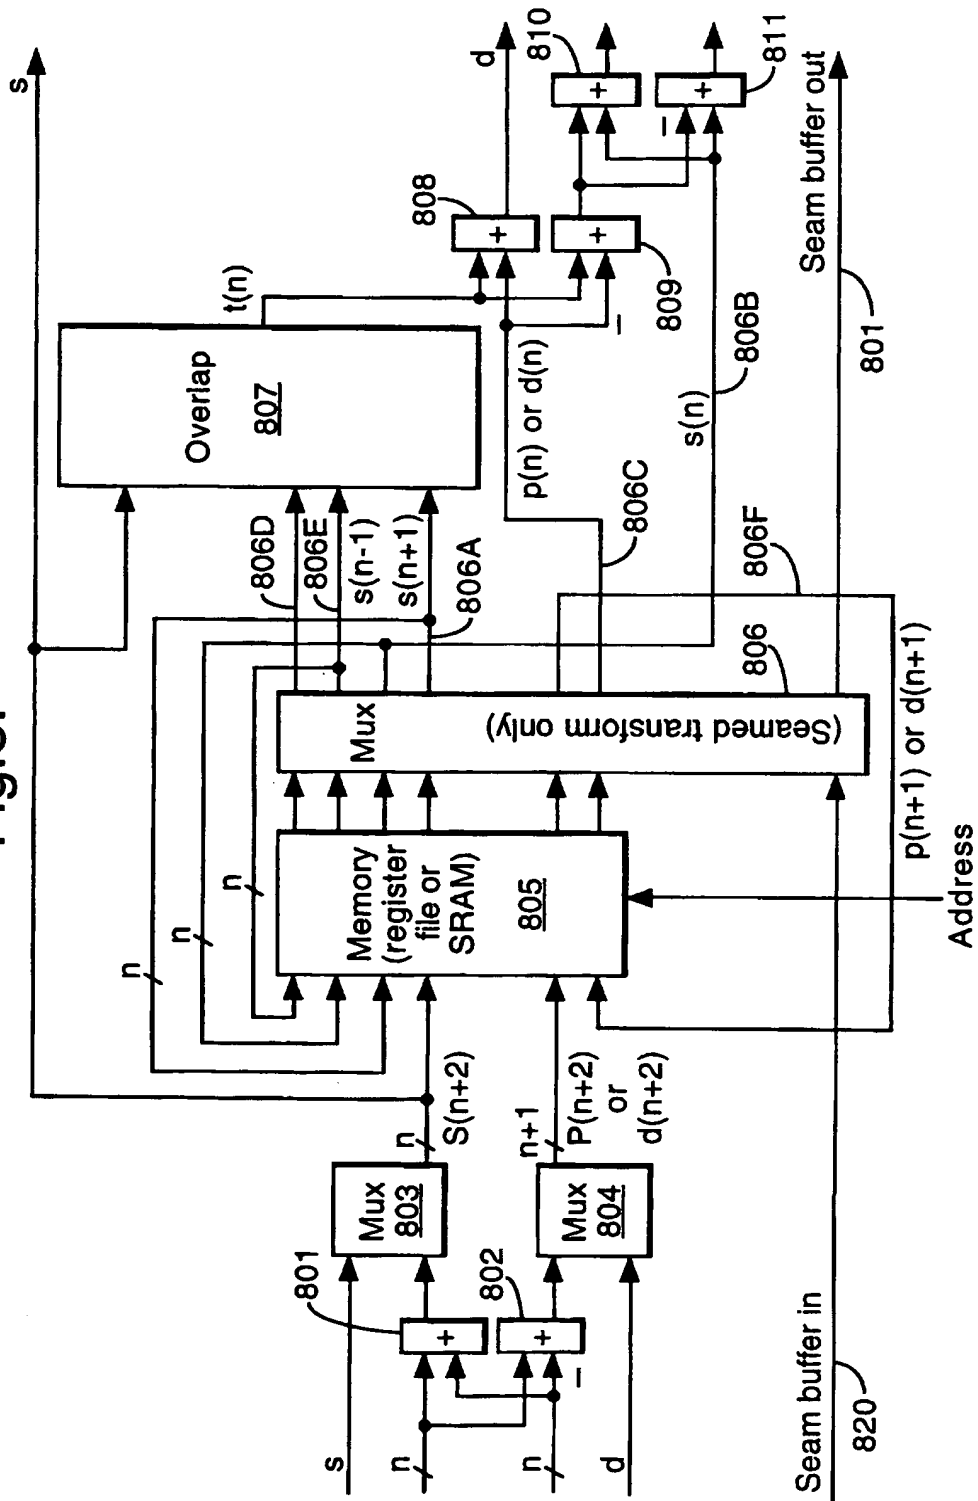 s
n
n
d
Seam buffer in
820
801
+
802
+
−
Mux
803
Mux
804
n
S(n+2)
n+1
P(n+2)
or
d(n+2)
n
n
n
Memory
(register
file or
SRAM)
805
Address
Mux
(Seamed transform
only)
806
806D
806E
s(n-1)
s(n+1)
806A
806C
806F
p(n+1) or d(n+1)
Overlap
807
t(n)
p(n) or d(n)
s(n)
806B
808
+
809
+
−
810
+
811
+
−
s
d
Seam buffer out
801